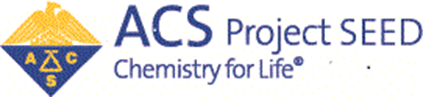 ACS Project SEED
Chemistry for Life®
A C S